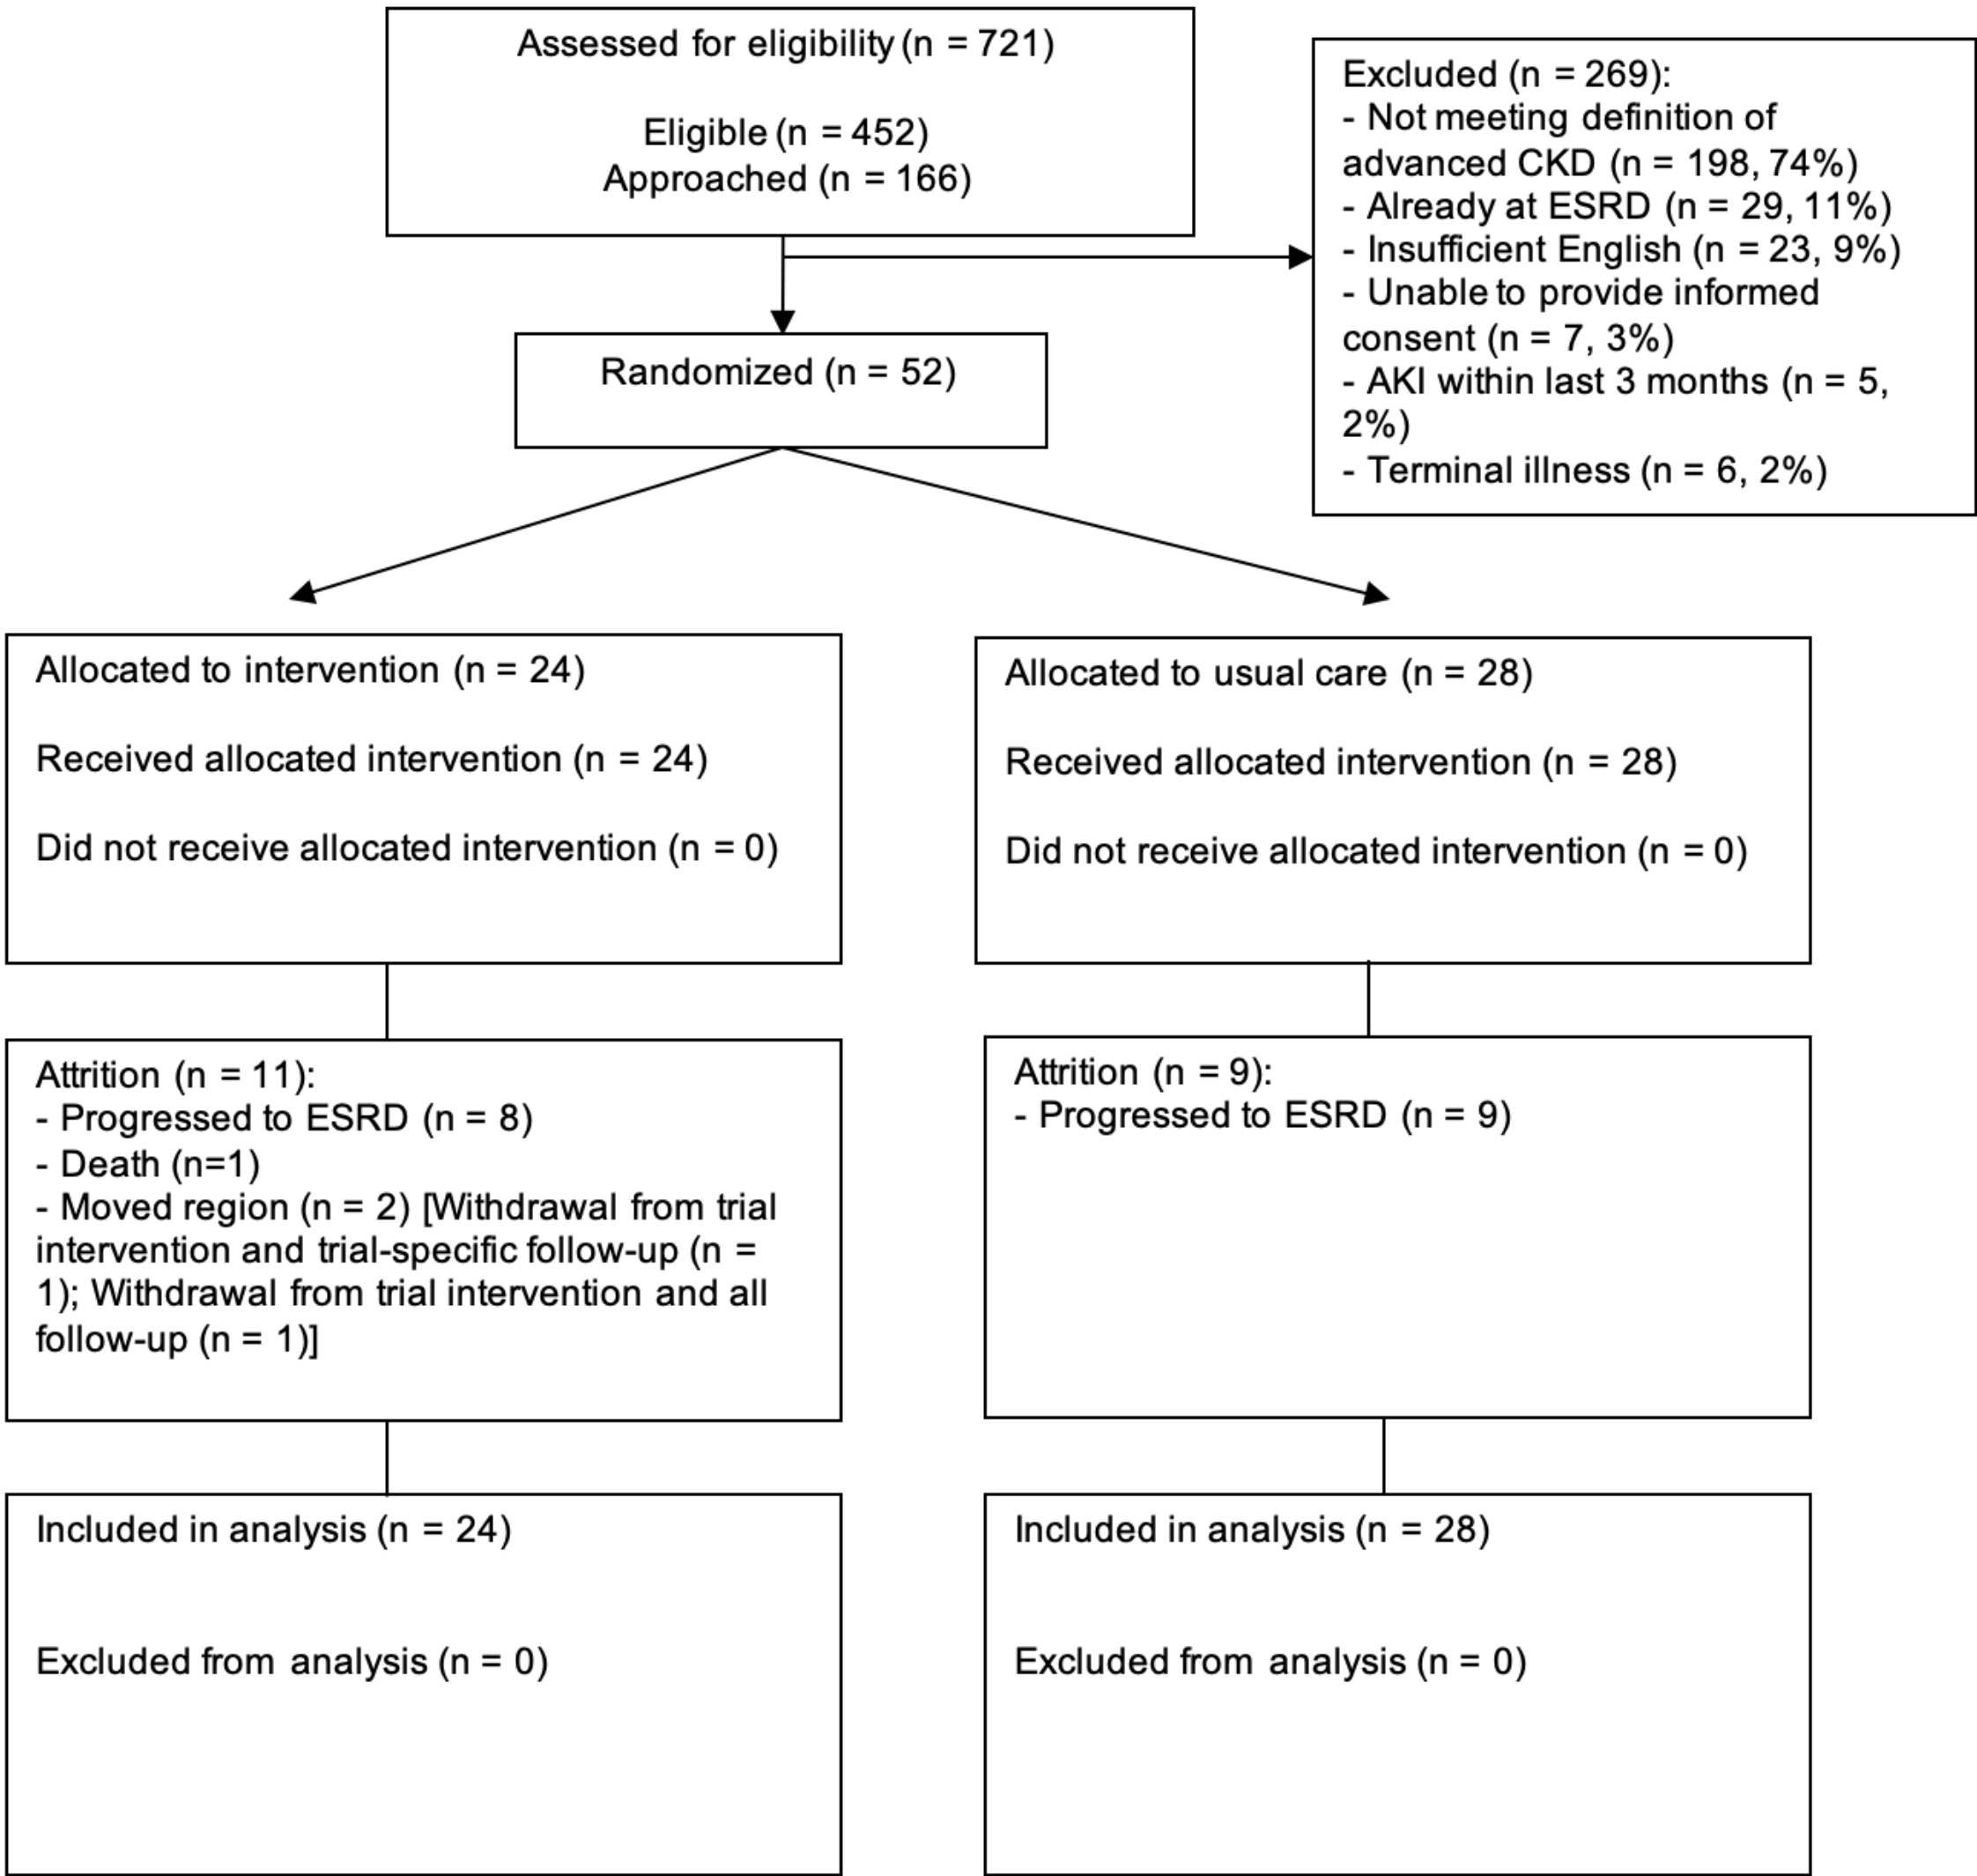 Assessed for eligibility (n = 721)
Eligible (n = 452)
Approached (n = 166)
Excluded (n = 269):
- Not meeting definition of
advanced CKD (n = 198, 74%)
- Already at ESRD (n = 29, 11%)
- Insufficient English (n = 23, 9%)
- Unable to provide informed
consent (n = 7, 3%)
- AKI within last 3 months (n = 5,
2%)
- Terminal illness (n = 6, 2%)
Randomized (n = 52)
Allocated to intervention (n = 24)
Received allocated intervention (n = 24)
Did not receive allocated intervention (n = 0)
Allocated to usual care (n = 28)
Received allocated intervention (n = 28)
Did not receive allocated intervention (n = 0)
Attrition (n = 11):
- Progressed to ESRD (n = 8)
- Death (n=1)
- Moved region (n = 2) [Withdrawal from trial
intervention and trial-specific follow-up (n =
1); Withdrawal from trial intervention and all
follow-up (n = 1)]
Attrition (n = 9):
- Progressed to ESRD (n = 9)
Included in analysis (n = 24)
Excluded from analysis (n = 0)
Included in analysis (n = 28)
Excluded from analysis (n = 0)